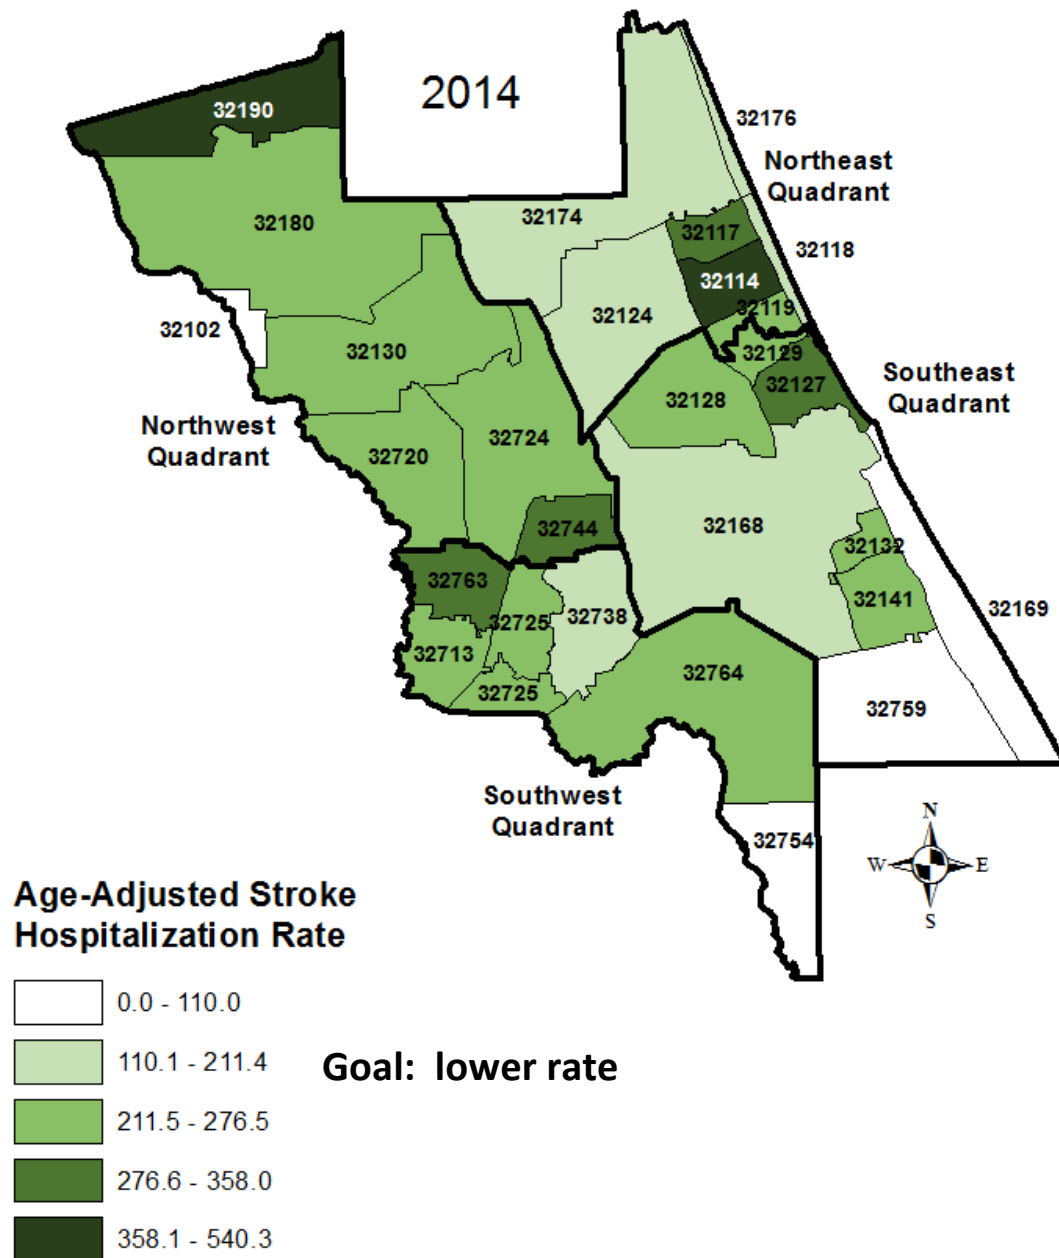 2014
32190
32176
Northeast
Quadrant
32174
32180
32117
32118
32114
32119
32124
32102
32130
32129
32127
Southeast
Quadrant
32128
Northwest
Quadrant
32720
32724
32744
32168
32132
32763
32141
32169
32725
32738
32713
32764
32725
32759
Southwest
Quadrant
32754
N
W
E
S
Age-Adjusted Stroke
Hospitalization Rate
0.0 - 110.0
110.1 - 211.4
Goal: lower rate
211.5 - 276.5
276.6 - 358.0
358.1 - 540.3